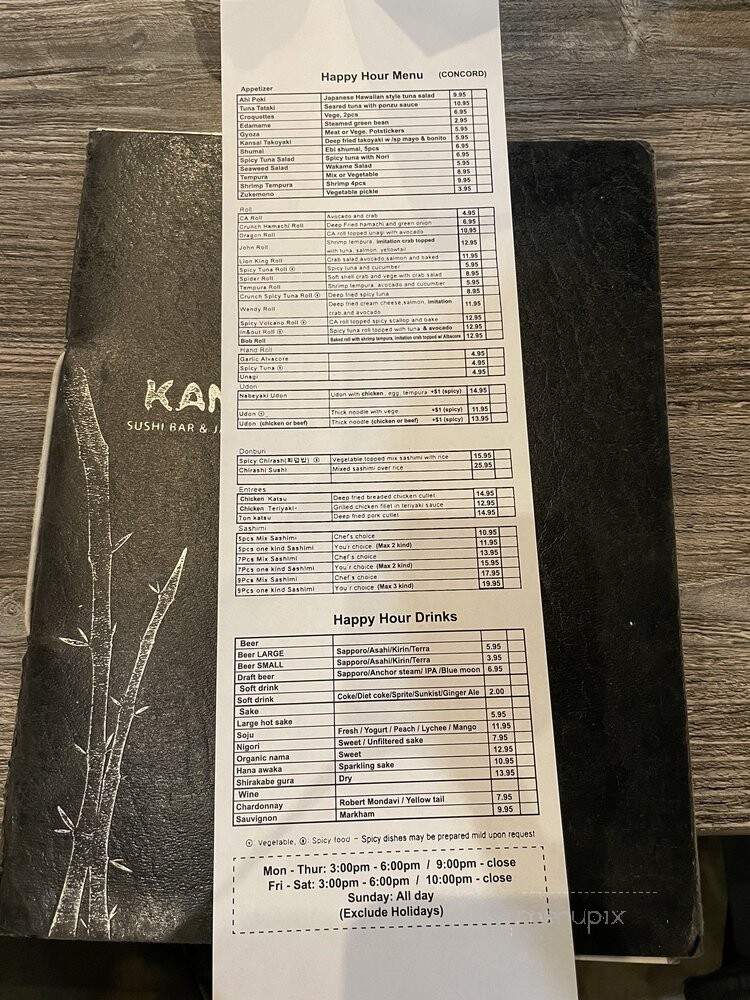 Happy Hour Menu (CONCORD)
Appetizer
Ahi Poki Japanese Hawaiian style tuna salad 9.95
Tuna Tataki Seared tuna with ponzu sauce 10.95
Croquettes Vege, 2pcs 6.95
Edamame Steamed green bean 2.95
Gyoza Meat or Vege. Potstickers 5.95
Kansai Takoyaki Deep fried takoyaki w /sp mayo & bonito 5.95
Shumai Ebi shumai, 5pcs 6.95
Spicy Tuna Salad Spicy tuna with Nori 6.95
Seaweed Salad Wakame Salad 5.95
Tempura Mix or Vegetable 8.95
Shrimp Tempura Shrimp 4pcs 9.95
Zukemono Vegetable pickle 3.95
Roll
CA Roll Avocado and crab 4.95
Crunch Hamachi Roll Deep Fried hamachi and green onion 6.95
Dragon Roll CA roll topped unagi with avocado 10.95
John Roll Shrimp tempura, imitation crab topped 12.95
with tuna, salmon, yellowtail
Lion King Roll Crab salad,avocado,salmon and baked 11.95
Spicy Tuna Roll Spicy tuna and cucumber 5.95
Spider Roll Soft shell crab and vege with crab salad 8.95
Tempura Roll Shrimp tempura, avocado and cucumber 5.95
Crunch Spicy Tuna Roll Deep fried spicy tuna 8.95
Wendy Roll Deep fried cream cheese,salmon, imitation 11.95
crab,and avocado
Spicy Volcano Roll CA roll topped spicy scallop and bake 12.95
In&out Roll Spicy tuna roll topped with tuna & avocado 12.95
Bob Roll Baked roll with shrimp tempura, imitation crab topped w/ Albacore 12.95
Hand Roll
Garlic Alvacore 4.95
Spicy Tuna 4.95
Unagi 4.95
Udon
Nabeyaki Udon Udon with chicken, egg, tempura +$1 (spicy) 14.95
Udon Thick noodle with vege +$1 (spicy) 11.95
Udon (chicken or beef) Thick noodle (chicken or beef) +$1 (spicy) 13.95
Donburi
Spicy Chirashi(회덮밥) Vegetable topped mix sashimi with rice 15.95
Chirashi Sushi Mixed sashimi over rice 25.95
Entrees
Chicken Katsu Deep fried breaded chicken cutlet 14.95
Chicken Teriyaki Grilled chicken filet in teriyaki sauce 12.95
Ton katsu Deep fried pork cutlet 14.95
Sashimi
5pcs Mix Sashimi Chef's choice 10.95
5pcs one kind Sashimi You'r choice (Max 2 kind) 11.95
7Pcs Mix Sashimi Chef's choice 13.95
7Pcs one kind Sashimi You'r choice (Max 2 kind) 15.95
9Pcs Mix Sashimi Chef's choice 17.95
9Pcs one kind Sashimi You'r choice (Max 3 kind) 19.95
KAN
SUSHI BAR & JA
Happy Hour Drinks
Beer
Beer LARGE Sapporo/Asahi/Kirin/Terra 5.95
Beer SMALL Sapporo/Asahi/Kirin/Terra 3.95
Draft beer Sapporo/Anchor steam/ IPA /Blue moon 6.95
Soft drink
Soft drink Coke/Diet coke/Sprite/Sunkist/Ginger Ale 2.00
Sake
Large hot sake 5.95
Soju Fresh / Yogurt / Peach / Lychee / Mango 11.95
Nigori Sweet / Unfiltered sake 7.95
Organic nama Sweet 12.95
Hana awaka Sparkling sake 10.95
Shirakabe gura Dry 13.95
Wine
Chardonnay Robert Mondavi / Yellow tail 7.95
Sauvignon Markham 9.95
: Vegetable, : Spicy food - Spicy dishes may be prepared mild upon request
Mon - Thur: 3:00pm - 6:00pm / 9:00pm - close
Fri - Sat: 3:00pm - 6:00pm / 10:00pm - close
Sunday: All day
(Exclude Holidays)
menupix